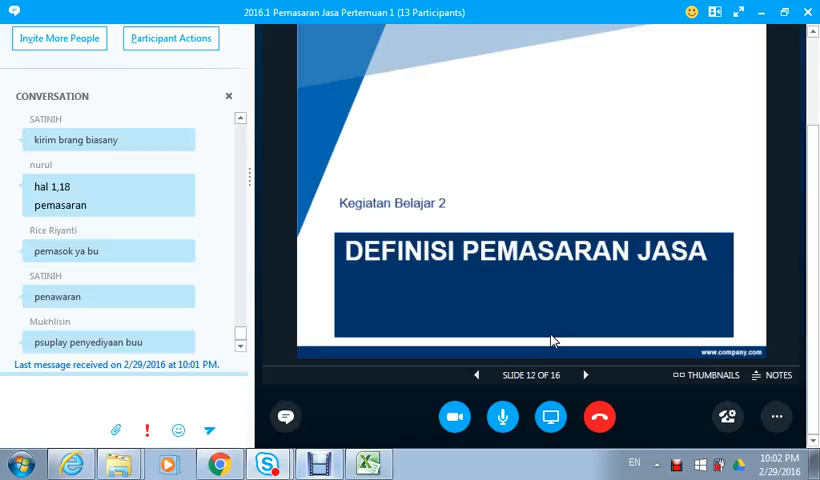 2016.1 Pemasaran Jasa Pertemuan 1 (13 Participants)
Invite More People
Participant Actions
CONVERSATION
SATINIH
kirim brang biasany
nurul
hal 1,18
pemasaran
Rice Riyanti
pemasok ya bu
SATINIH
penawaran
Mukhlisin
psuplay penyediyaan buu
Last message received on 2/29/2016 at 10:01 PM.
Kegiatan Belajar 2
DEFINISI PEMASARAN JASA
www.company.com
SLIDE 12 OF 16
THUMBNAILS
NOTES
EN
10:02 PM
2/29/2016